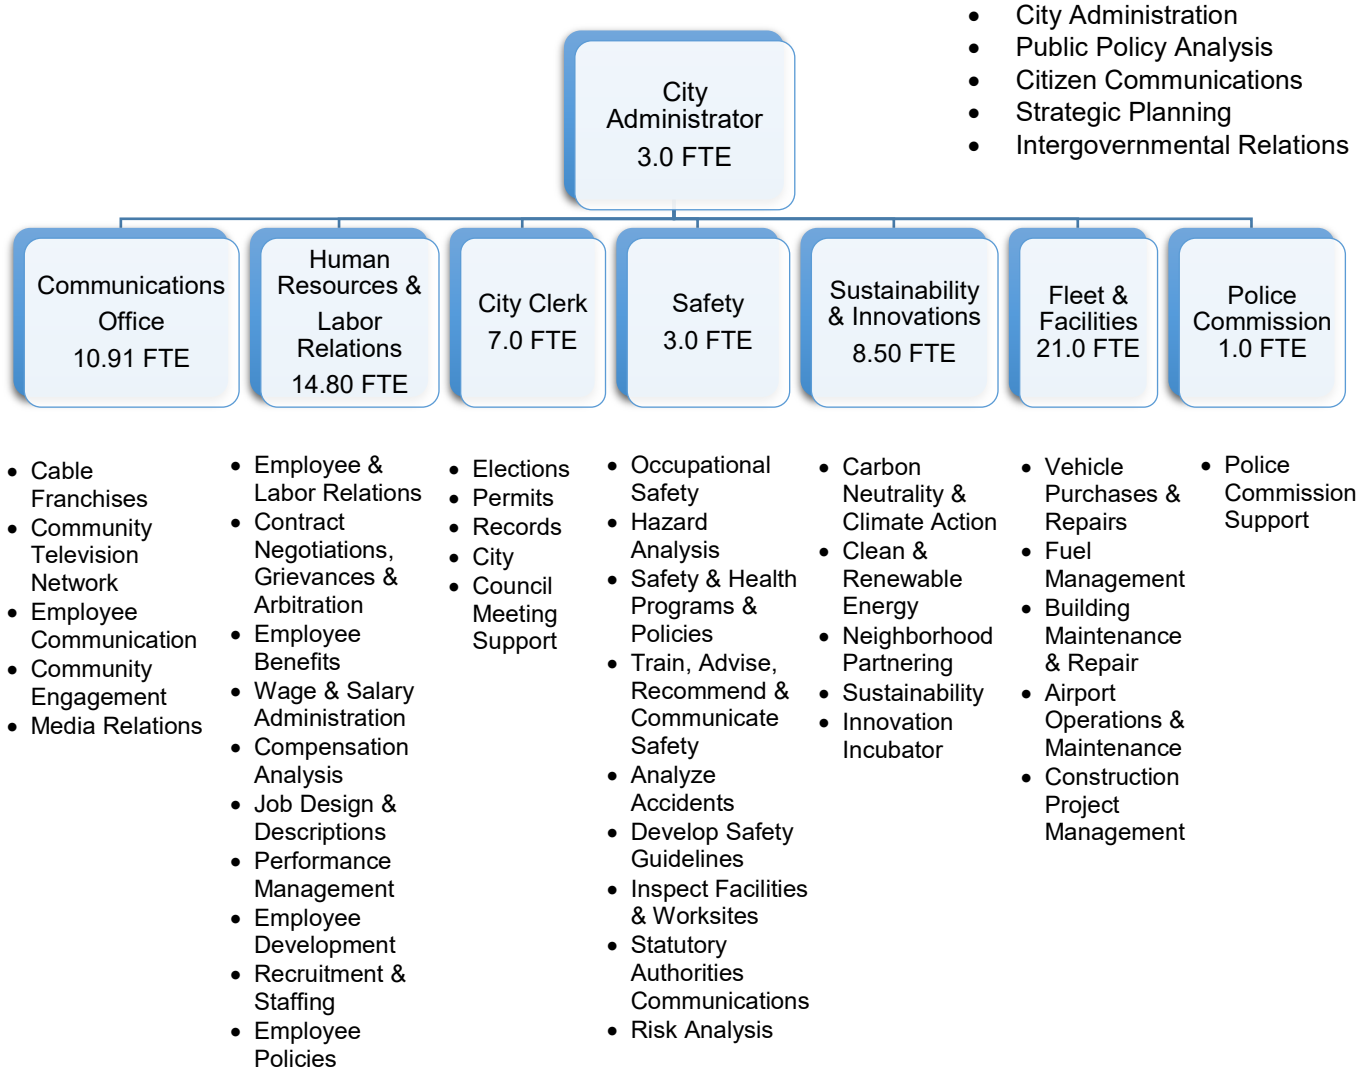 • City Administration
• Public Policy Analysis
• Citizen Communications
• Strategic Planning
• Intergovernmental Relations
City
Administrator
3.0 FTE
Communications
Office
10.91 FTE
Human
Resources &
Labor
Relations
14.80 FTE
City Clerk
7.0 FTE
Safety
3.0 FTE
Sustainability
& Innovations
8.50 FTE
Fleet &
Facilities
21.0 FTE
Police
Commission
1.0 FTE
• Cable
Franchises
• Community
Television
Network
• Employee
Communication
• Community
Engagement
• Media Relations
• Employee &
Labor Relations
• Contract
Negotiations,
Grievances &
Arbitration
• Employee
Benefits
• Wage & Salary
Administration
• Compensation
Analysis
• Job Design &
Descriptions
• Performance
Management
• Employee
Development
• Recruitment &
Staffing
• Employee
Policies
• Elections
• Permits
• Records
• City
• Council
Meeting
Support
• Occupational
Safety
• Hazard
Analysis
• Safety & Health
Programs &
Policies
• Train, Advise,
Recommend &
Communicate
Safety
• Analyze
Accidents
• Develop Safety
Guidelines
• Inspect Facilities
& Worksites
• Statutory
Authorities
Communications
• Risk Analysis
• Carbon
Neutrality &
Climate Action
• Clean &
Renewable
Energy
• Neighborhood
Partnering
• Sustainability
• Innovation
Incubator
• Vehicle
Purchases &
Repairs
• Fuel
Management
• Building
Maintenance
& Repair
• Airport
Operations &
Maintenance
• Construction
Project
Management
• Police
Commission
Support